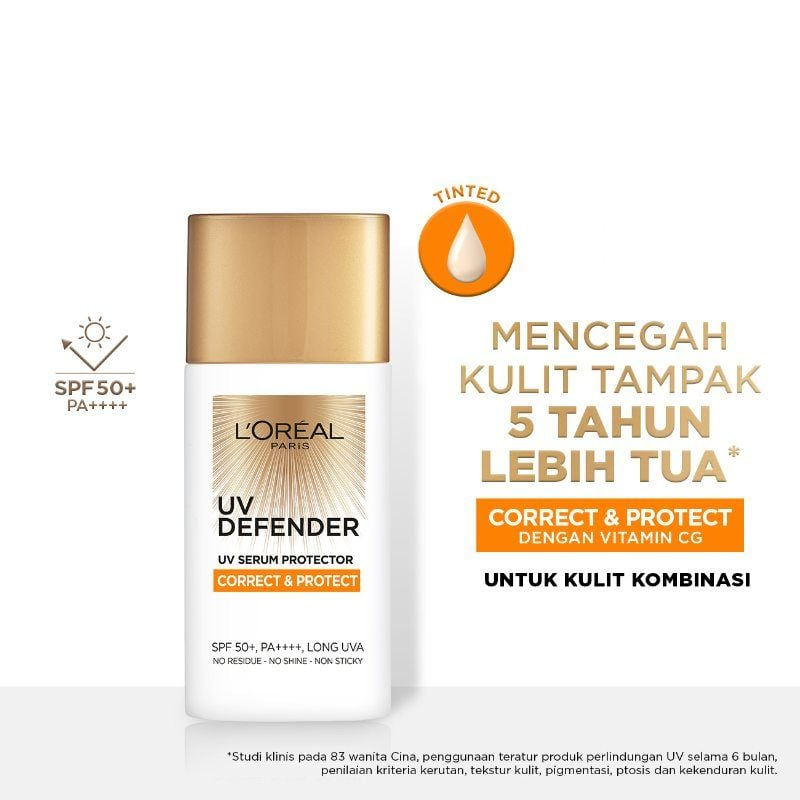 TINTED
SPF 50+
PA++++
L'ORÉAL
PARIS
UV
DEFENDER
UV SERUM PROTECTOR
CORRECT & PROTECT
SPF 50+, PA++++, LONG UVA
NO RESIDUE - NO SHINE - NON STICKY
MENCEGAH
KULIT TAMPAK
5 TAHUN
LEBIH TUA*
CORRECT & PROTECT
DENGAN VITAMIN CG
UNTUK KULIT KOMBINASI
*Studi klinis pada 83 wanita Cina, penggunaan teratur produk perlindungan UV selama 6 bulan,
penilaian kriteria kerutan, tekstur kulit, pigmentasi, ptosis dan kekenduran kulit.